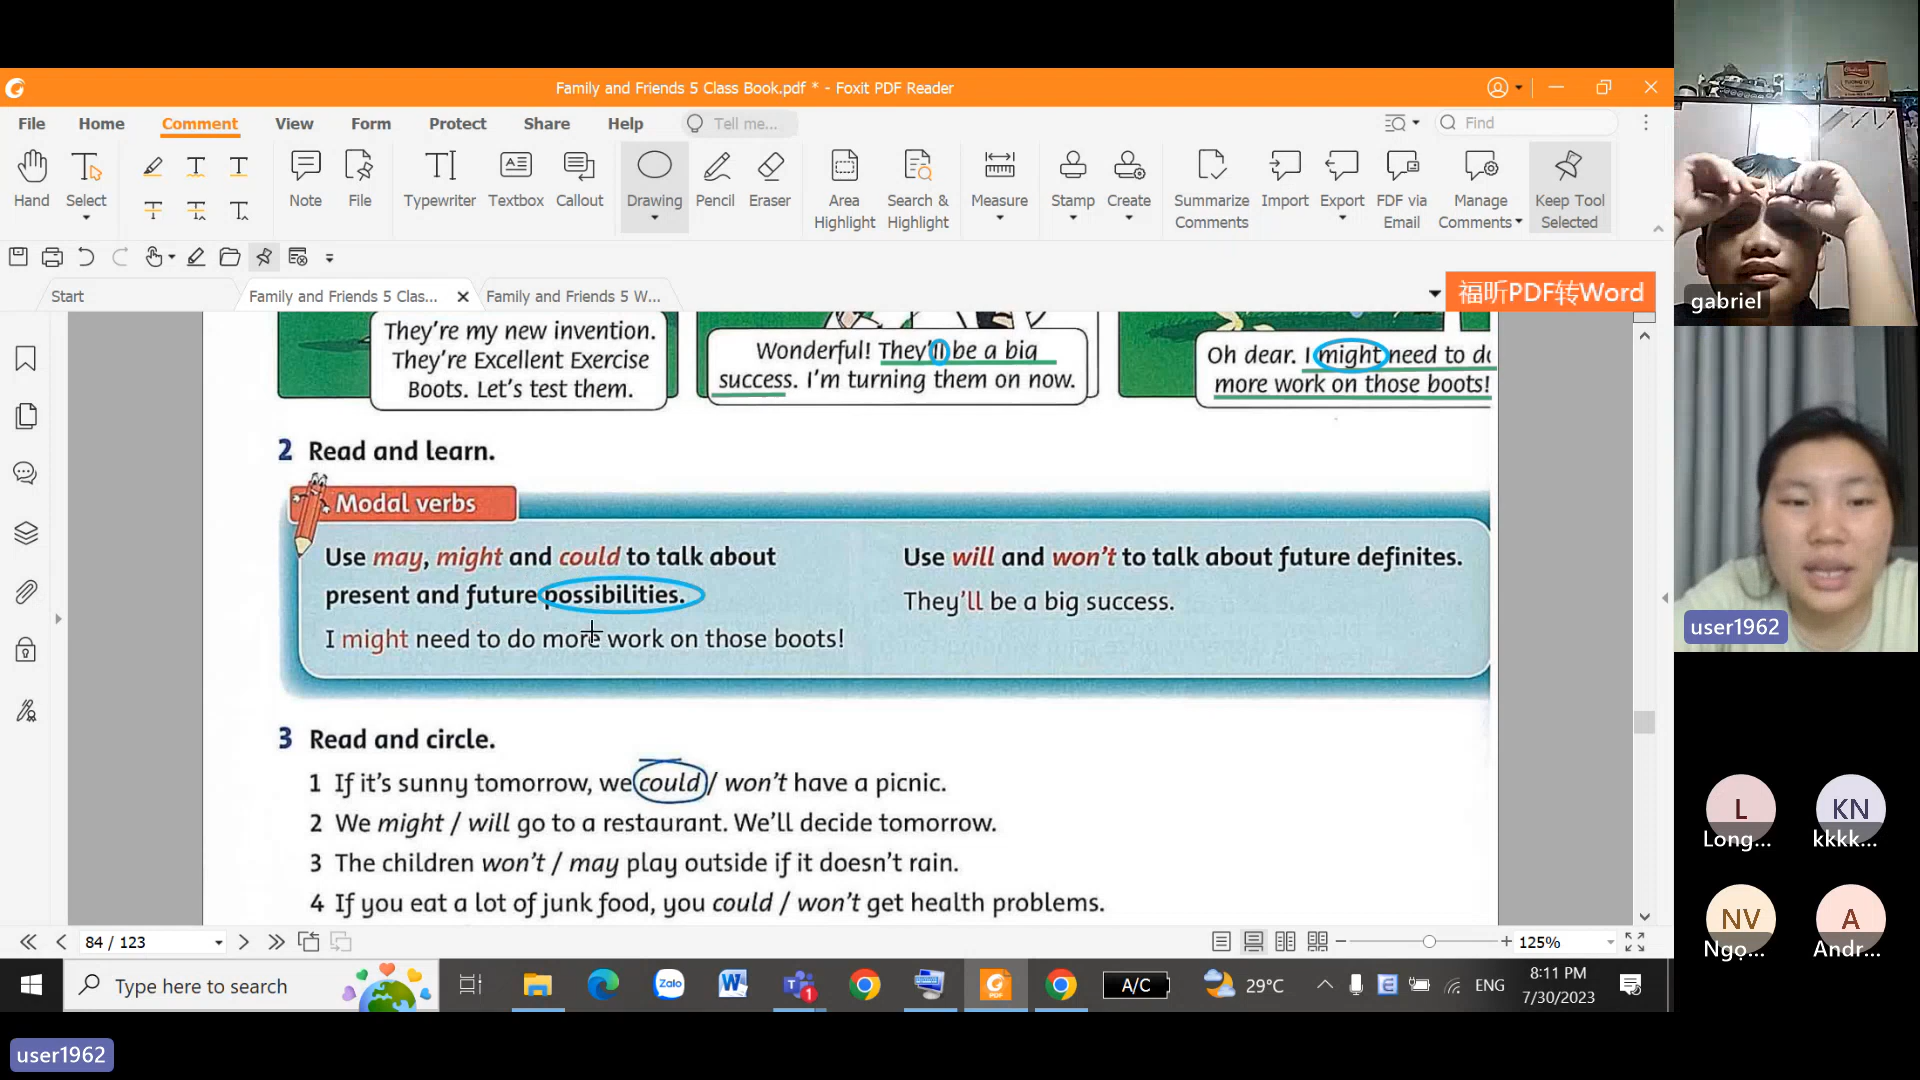 Family and Friends 5 Class Book.pdf * - Foxit PDF Reader
File Home Comment View Form Protect Share Help Tell me... Find
Hand Select Note File Typewriter Textbox Callout Drawing Pencil Eraser Area Highlight Search & Highlight Measure Stamp Create Summarize Comments Import Export FDF via Email Manage Comments Keep Tool Selected
Start Family and Friends 5 Clas... Family and Friends 5 W... 福昕PDF转Word
They're my new invention.
They're Excellent Exercise
Boots. Let's test them.
Wonderful! They'll be a big
success. I'm turning them on now.
Oh dear. I might need to do
more work on those boots!
2 Read and learn.
Modal verbs
Use may, might and could to talk about
present and future possibilities.
I might need to do more work on those boots!
Use will and won't to talk about future definites.
They'll be a big success.
3 Read and circle.
1 If it's sunny tomorrow, we could / won't have a picnic.
2 We might / will go to a restaurant. We'll decide tomorrow.
3 The children won't / may play outside if it doesn't rain.
4 If you eat a lot of junk food, you could / won't get health problems.
84 / 123 125%
Type here to search Zalo 1 A/C 29°C ENG 8:11 PM
7/30/2023
gabriel
user1962
L KN
Long... kkkk...
NV A
Ngọ... Andr...
user1962